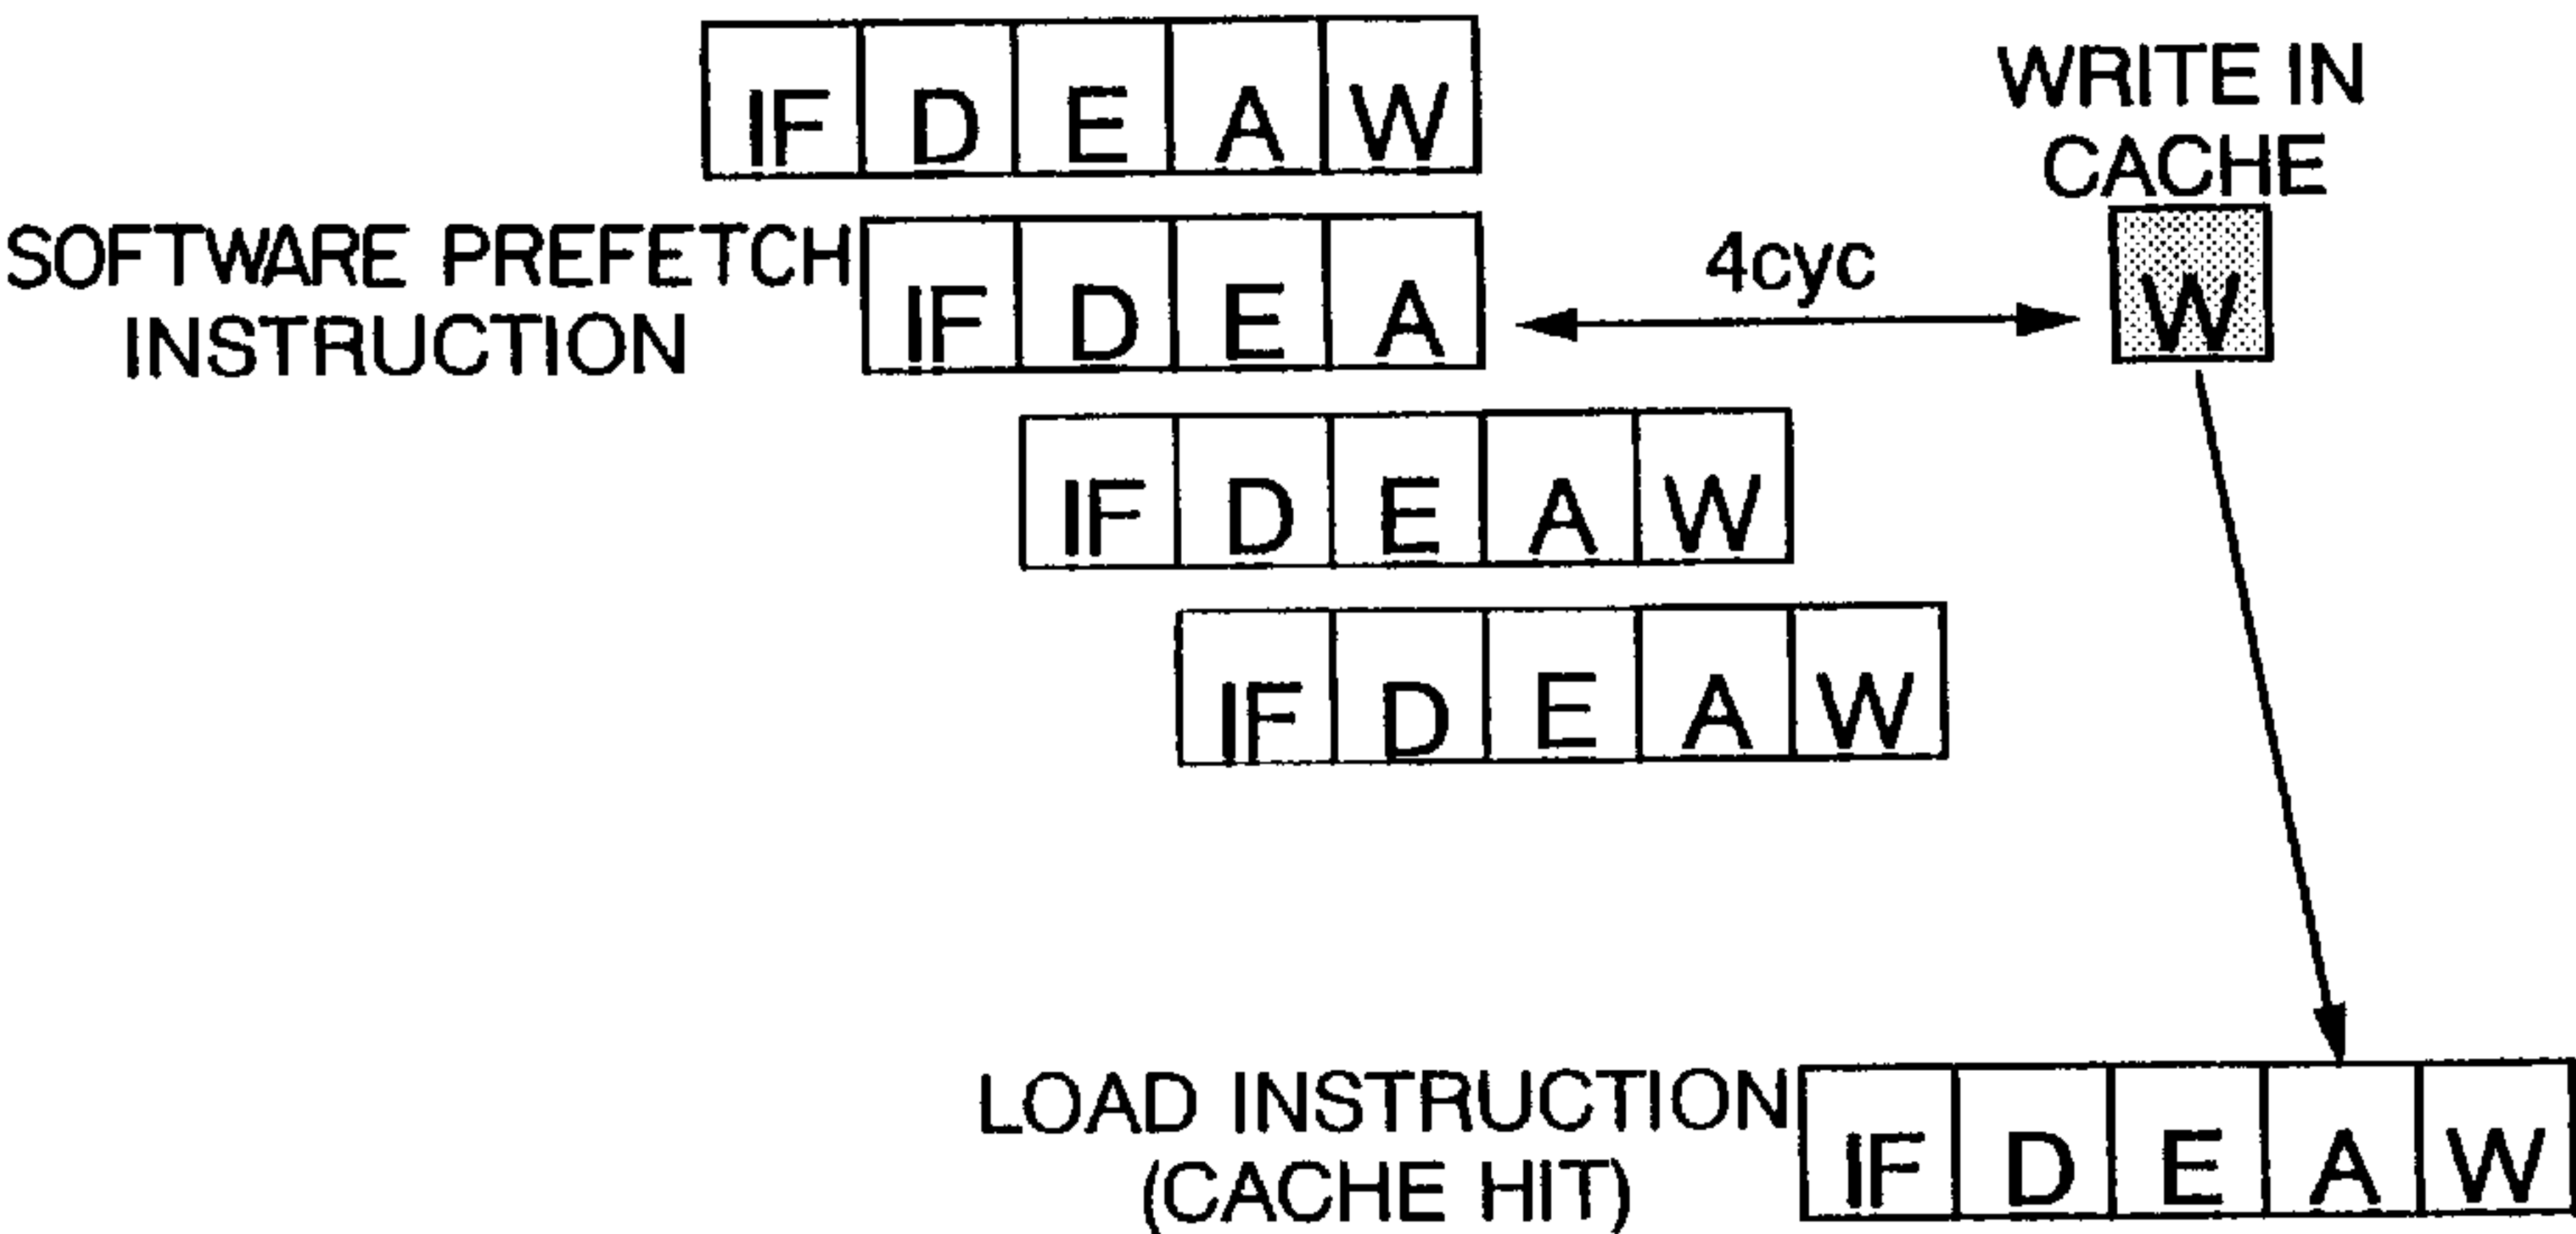 IF D E A W
WRITE IN
CACHE
SOFTWARE PREFETCH
INSTRUCTION
IF D E A
4cyc
W
IF D E A W
IF D E A W
LOAD INSTRUCTION
(CACHE HIT)
IF D E A W